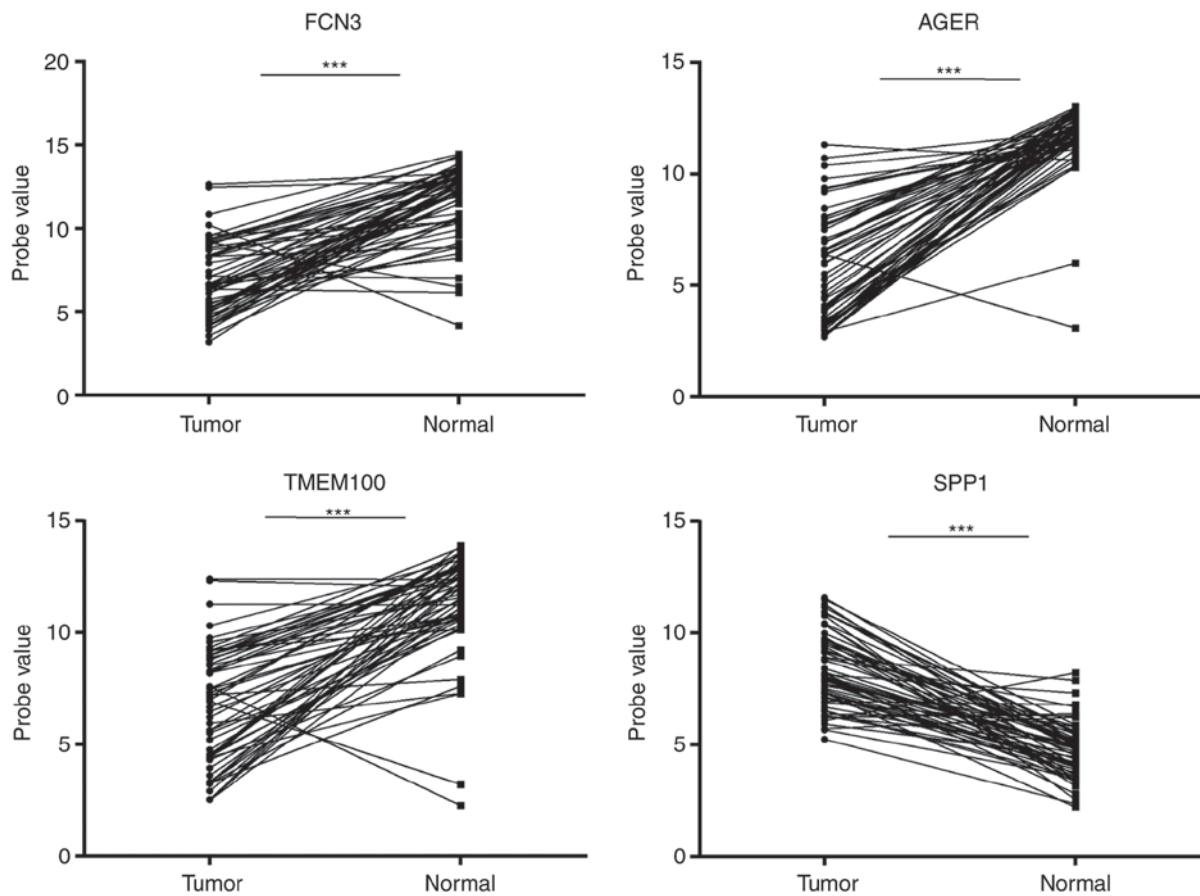 FCN3
***
20
15
10
5
0
Probe value
Tumor
Normal
AGER
***
15
10
5
0
Probe value
Tumor
Normal
TMEM100
***
15
10
5
0
Probe value
Tumor
Normal
SPP1
***
15
10
5
0
Probe value
Tumor
Normal